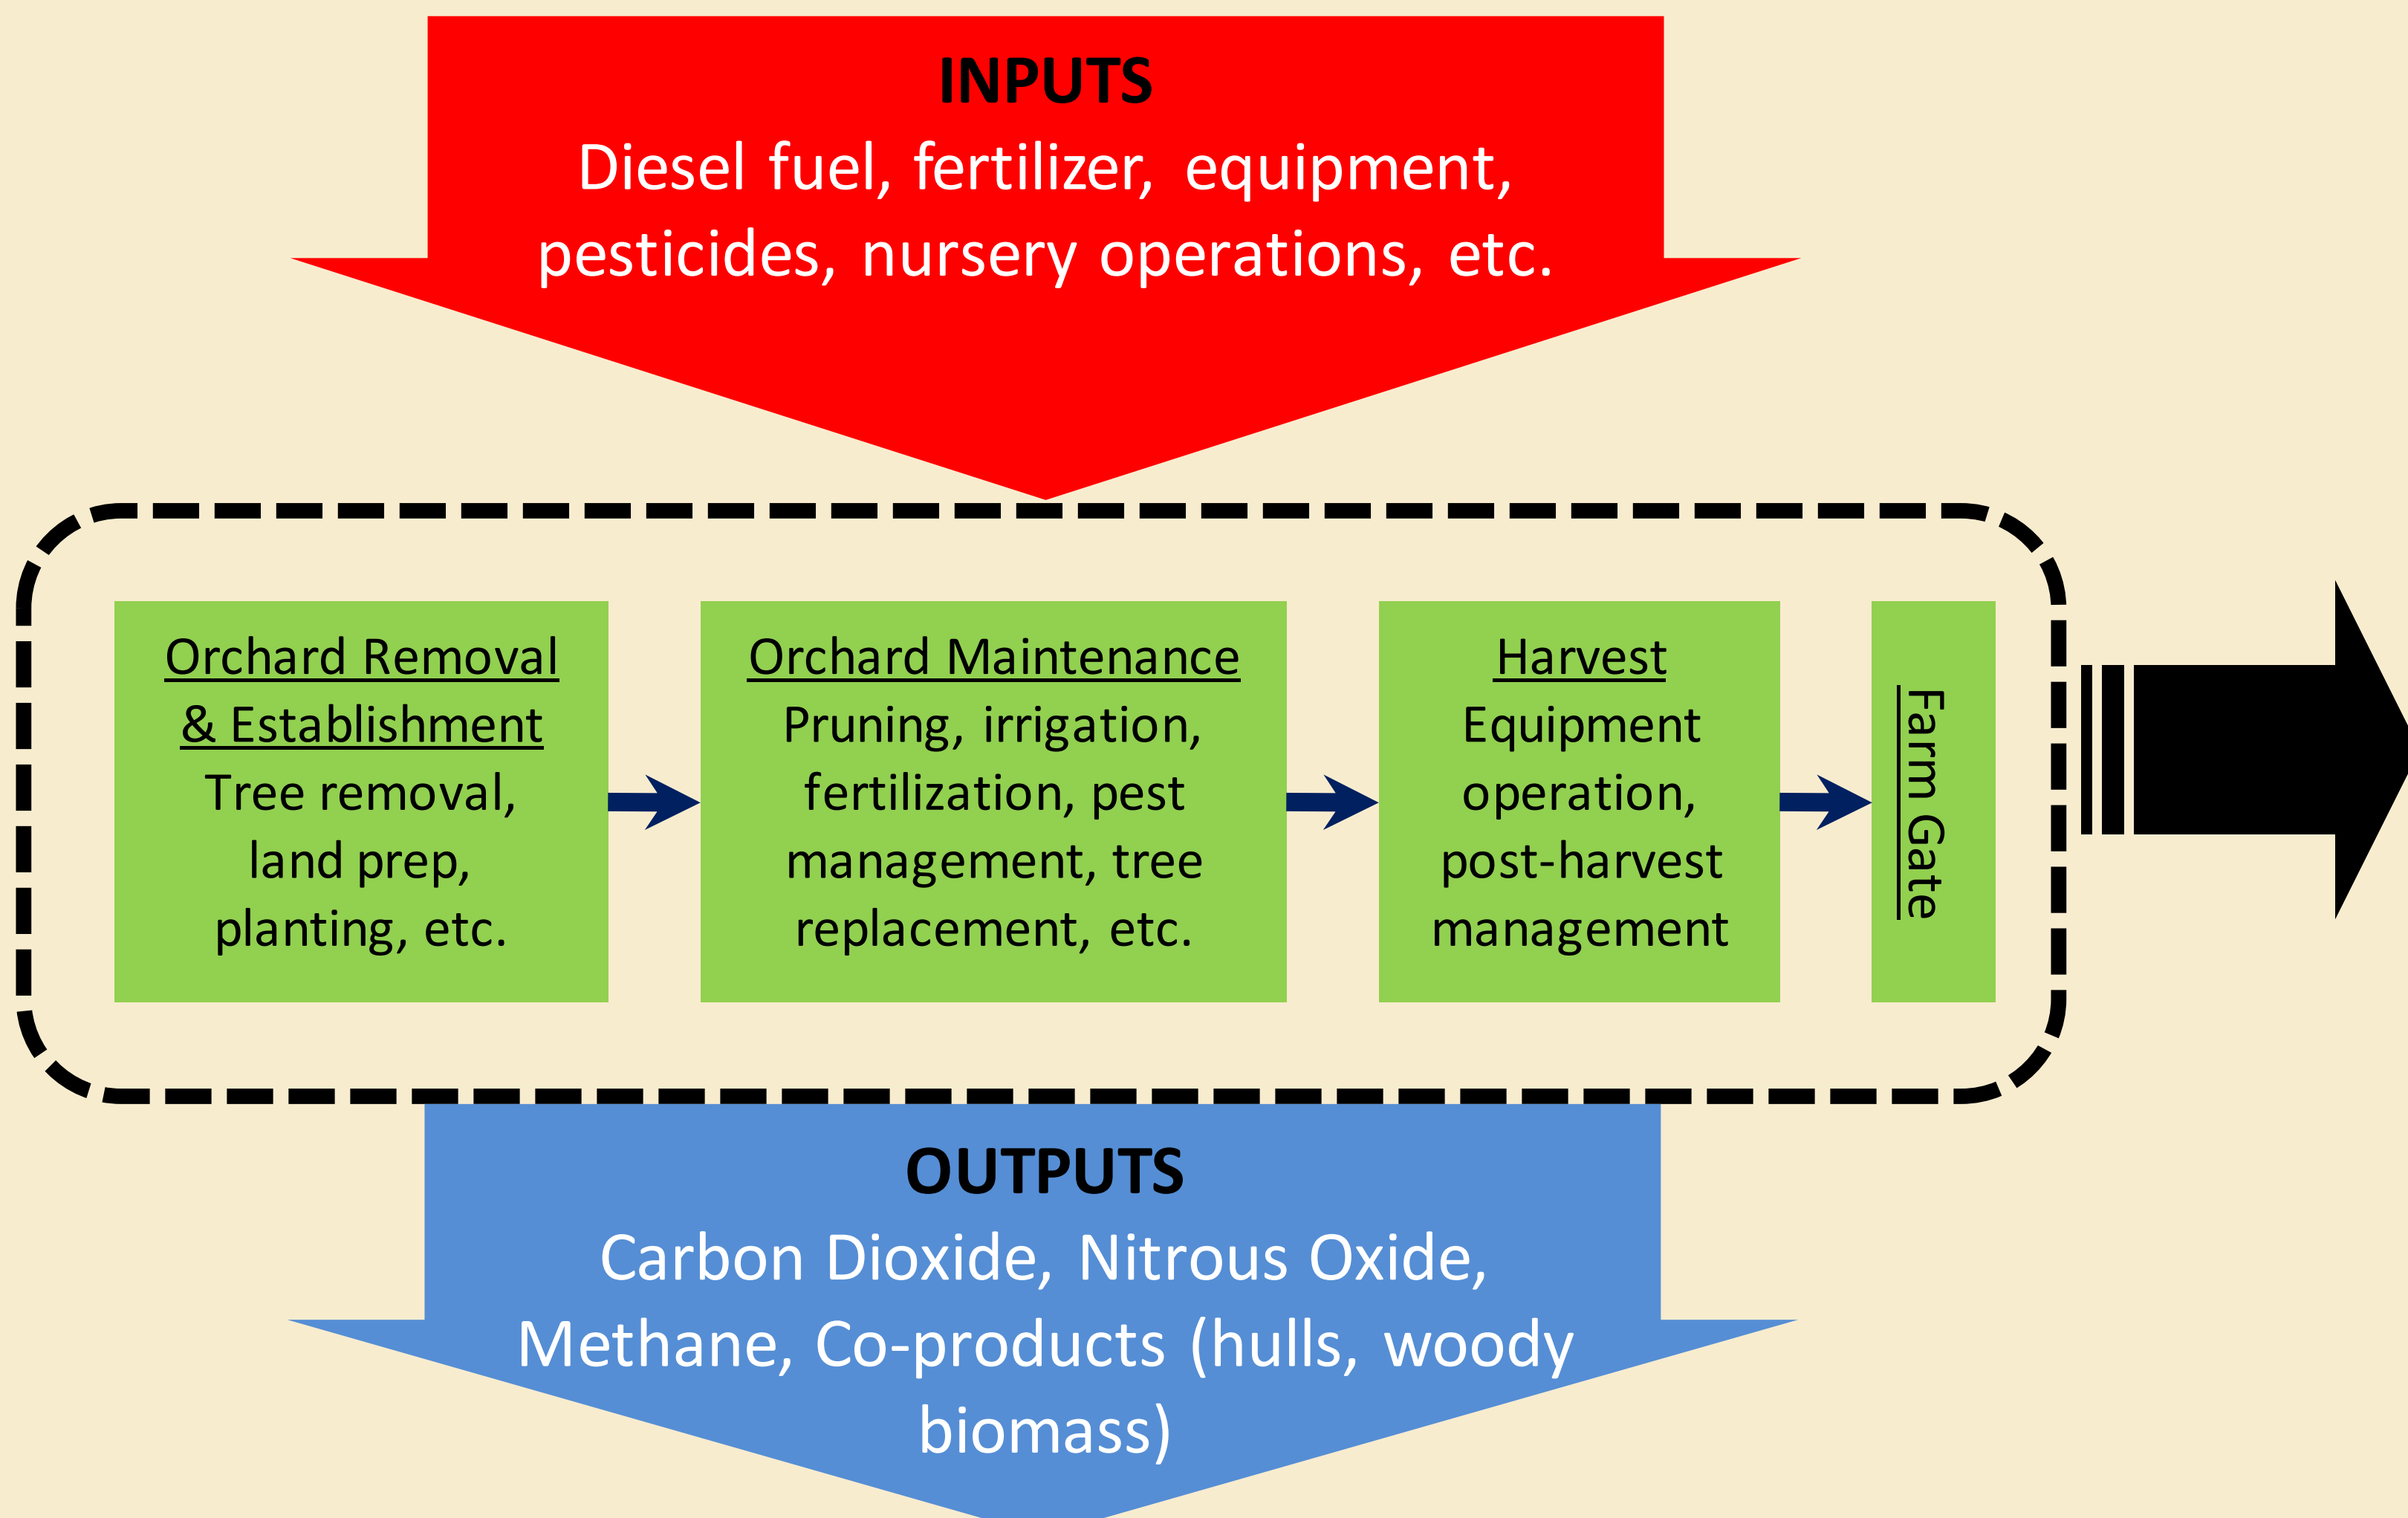 INPUTS
Diesel fuel, fertilizer, equipment,
pesticides, nursery operations, etc.
Orchard Removal
& Establishment
Tree removal,
land prep,
planting, etc.
Orchard Maintenance
Pruning, irrigation,
fertilization, pest
management, tree
replacement, etc.
Harvest
Equipment
operation,
post-harvest
management
Farm Gate
OUTPUTS
Carbon Dioxide, Nitrous Oxide,
Methane, Co-products (hulls, woody
biomass)